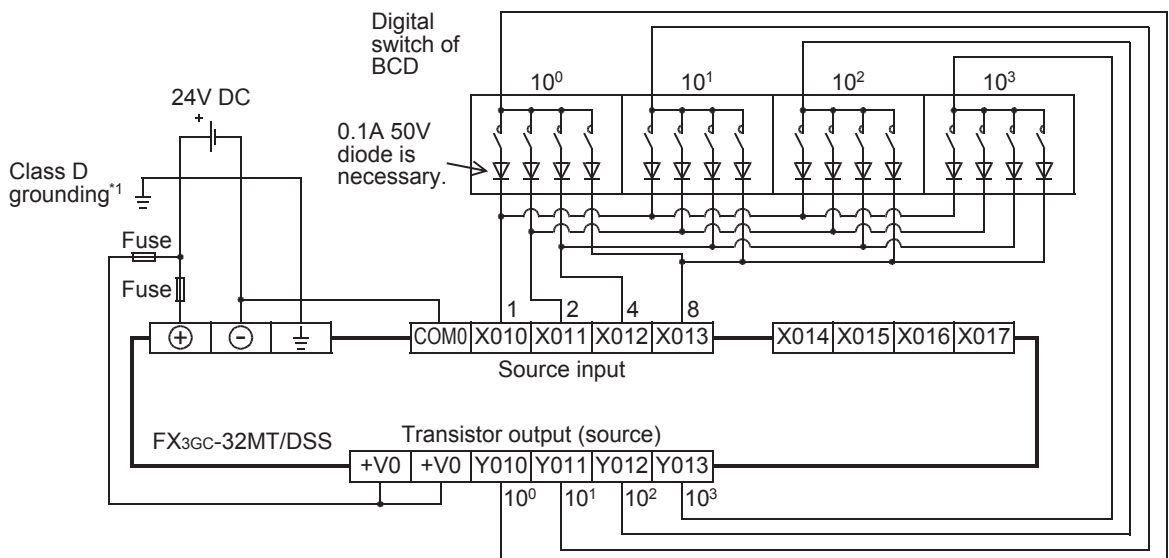 Digital
switch of
BCD
10⁰ 10¹ 10² 10³
24V DC
+
0.1A 50V
diode is
necessary.
Class D
grounding*1
Fuse
Fuse
1 2 4 8
+ - COM0 X010 X011 X012 X013 X014 X015 X016 X017
Source input
FX3GC-32MT/DSS
Transistor output (source)
+V0 +V0 Y010 Y011 Y012 Y013
10⁰ 10¹ 10² 10³